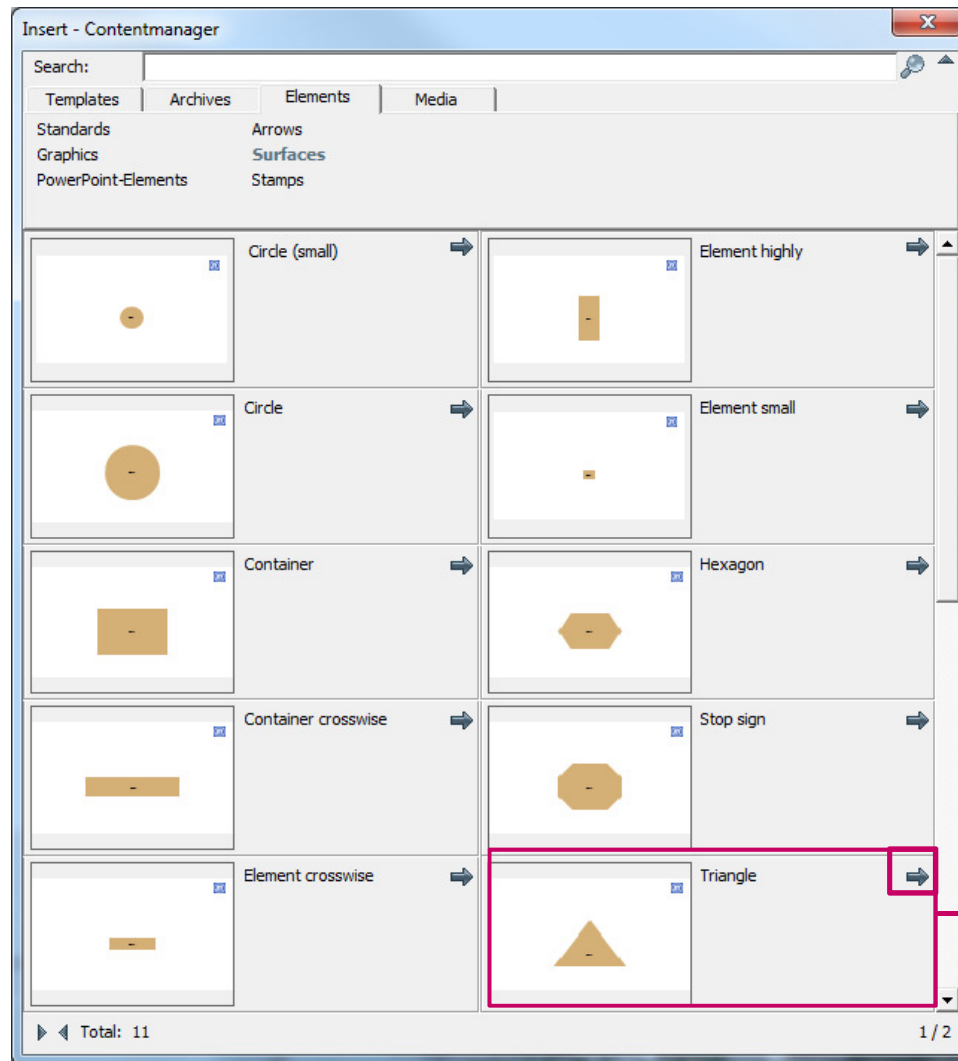 Insert - Contentmanager
Search:
Templates Archives Elements Media
Standards Arrows
Graphics Surfaces
PowerPoint-Elements Stamps
Circle (small) Element highly
Circle Element small
Container Hexagon
Container crosswise Stop sign
Element crosswise Triangle
Total: 11 1 / 2